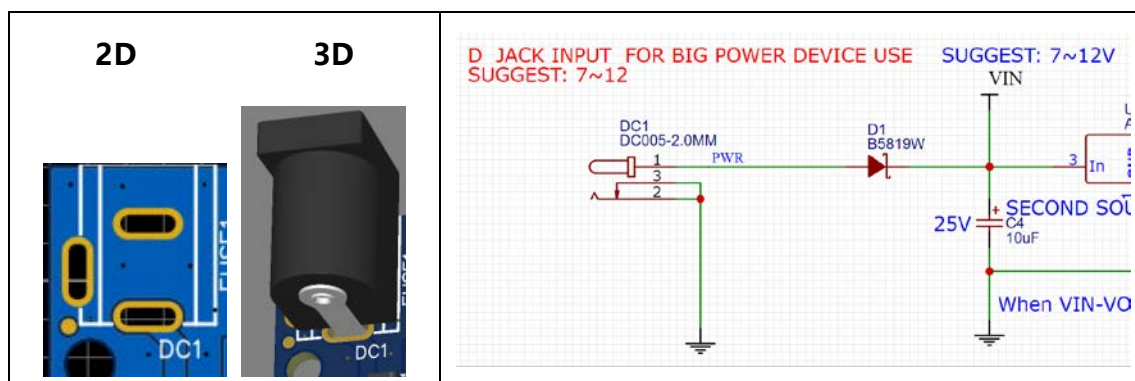 2D
3D
DC1
DC1
D JACK INPUT FOR BIG POWER DEVICE USE
SUGGEST: 7~12
SUGGEST: 7~12V
VIN
DC1
DC005-2.0MM
1
3
2
PWR
D1
B5819W
3
In
+
SECOND SOU
25V
C4
10uF
When VIN-VO